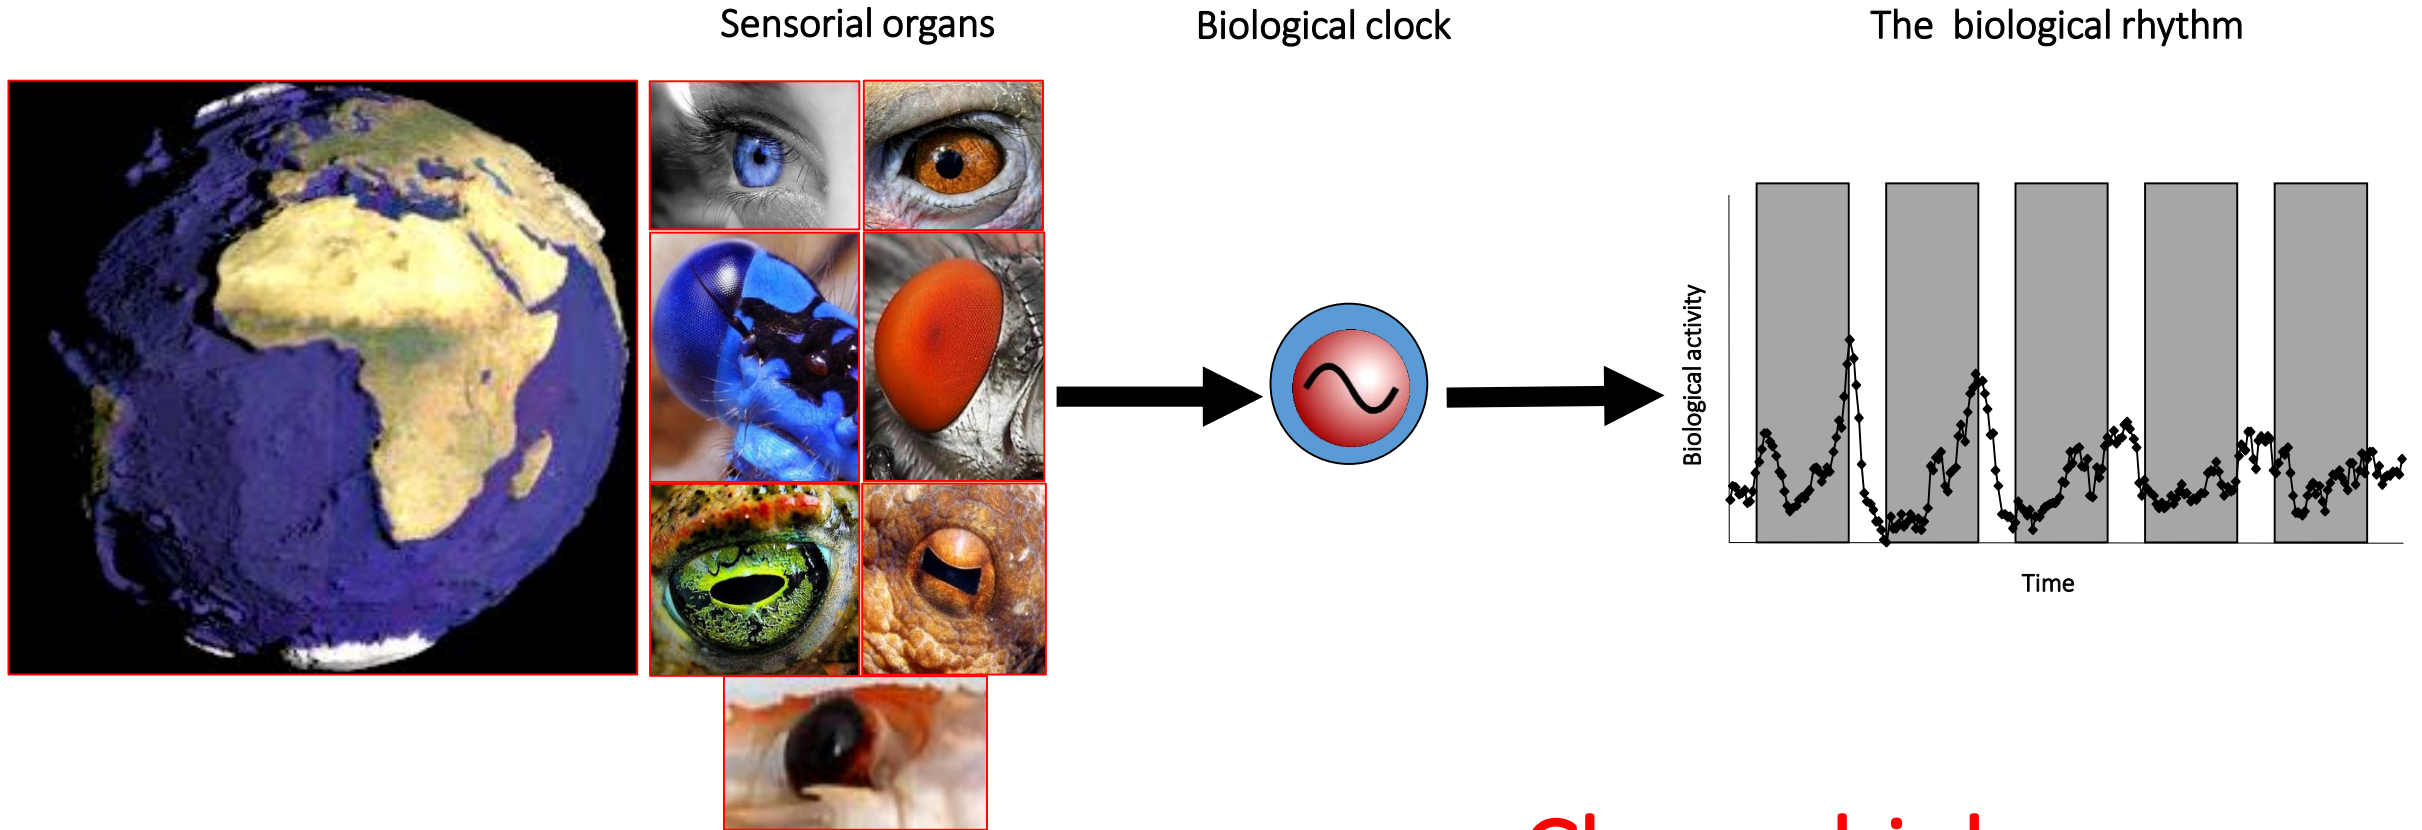 Sensorial organs
Biological clock
The biological rhythm
Biological activity
Time